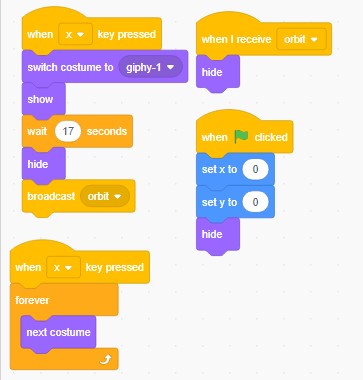 when x key pressed
switch costume to giphy-1
show
wait 17 seconds
hide
broadcast orbit
when x key pressed
forever
next costume
when I receive orbit
hide
when clicked
set x to 0
set y to 0
hide